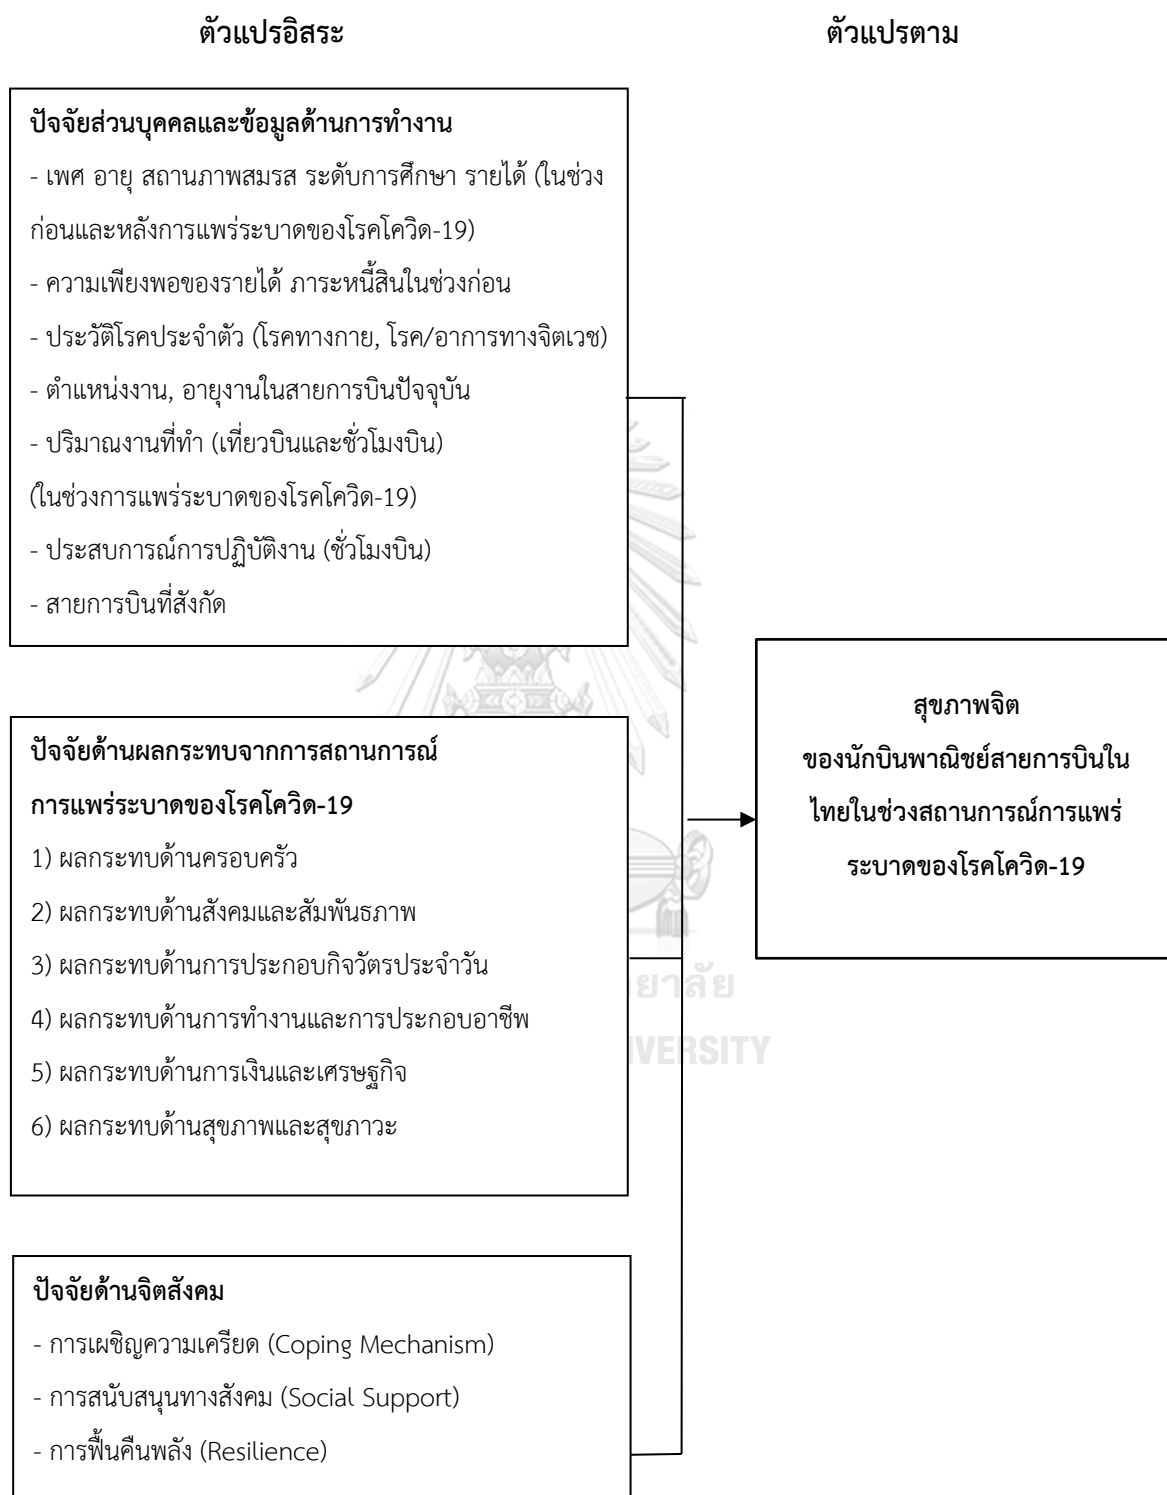 ตัวแปรอิสระ
ตัวแปรตาม
ปัจจัยส่วนบุคคลและข้อมูลด้านการทำงาน
- เพศ อายุ สถานภาพสมรส ระดับการศึกษา รายได้ (ในช่วง
ก่อนและหลังการแพร่ระบาดของโรคโควิด-19)
- ความเพียงพอของรายได้ ภาระหนี้สินในช่วงก่อน
- ประวัติโรคประจำตัว (โรคทางกาย, โรค/อาการทางจิตเวช)
- ตำแหน่งงาน, อายุงานในสายการบินปัจจุบัน
- ปริมาณงานที่ทำ (เที่ยวบินและชั่วโมงบิน)
(ในช่วงการแพร่ระบาดของโรคโควิด-19)
- ประสบการณ์การปฏิบัติงาน (ชั่วโมงบิน)
- สายการบินที่สังกัด
ปัจจัยด้านผลกระทบจากการสถานการณ์
การแพร่ระบาดของโรคโควิด-19
1) ผลกระทบด้านครอบครัว
2) ผลกระทบด้านสังคมและสัมพันธภาพ
3) ผลกระทบด้านการประกอบกิจวัตรประจำวัน
4) ผลกระทบด้านการทำงานและการประกอบอาชีพ
5) ผลกระทบด้านการเงินและเศรษฐกิจ
6) ผลกระทบด้านสุขภาพและสุขภาวะ
ปัจจัยด้านจิตสังคม
- การเผชิญความเครียด (Coping Mechanism)
- การสนับสนุนทางสังคม (Social Support)
- การฟื้นคืนพลัง (Resilience)
สุขภาพจิต
ของนักบินพาณิชย์สายการบินใน
ไทยในช่วงสถานการณ์การแพร่
ระบาดของโรคโควิด-19